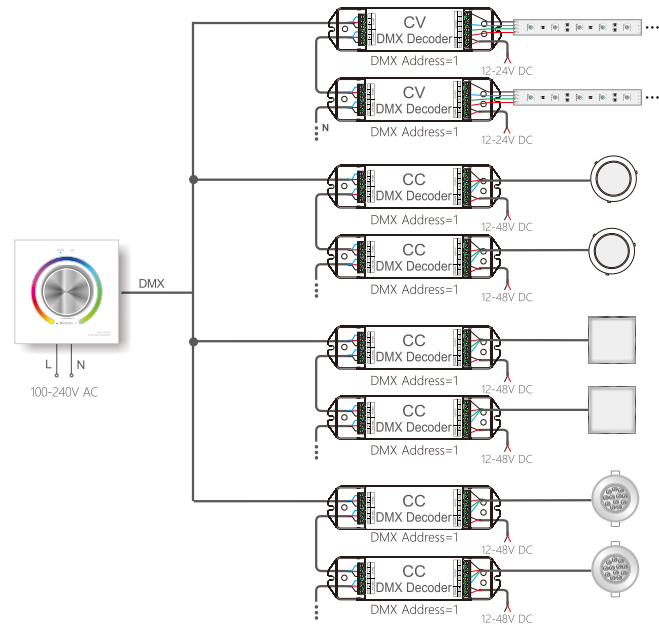 CV
DMX Decoder
DMX Address=1
12-24V DC
CV
DMX Decoder
DMX Address=1
12-24V DC
N
CC
DMX Decoder
DMX Address=1
12-48V DC
CC
DMX Decoder
DMX Address=1
12-48V DC
DMX
L N
100-240V AC
CC
DMX Decoder
DMX Address=1
12-48V DC
CC
DMX Decoder
DMX Address=1
12-48V DC
CC
DMX Decoder
DMX Address=1
12-48V DC
CC
DMX Decoder
DMX Address=1
12-48V DC